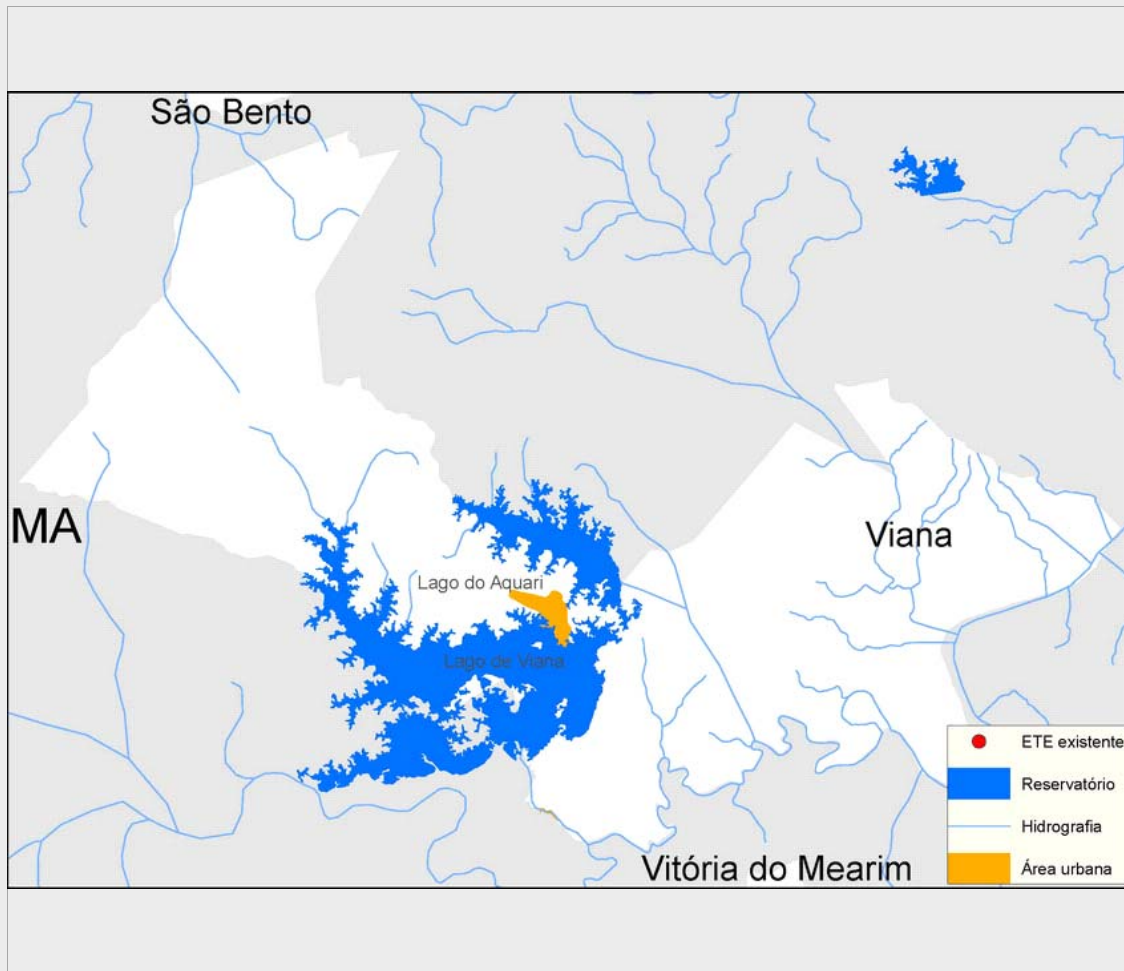 São Bento
MA
Viana
Lago do Aquari
Lago de Viana
ETE existente
Reservatório
Hidrografia
Área urbana
Vitória do Mearim